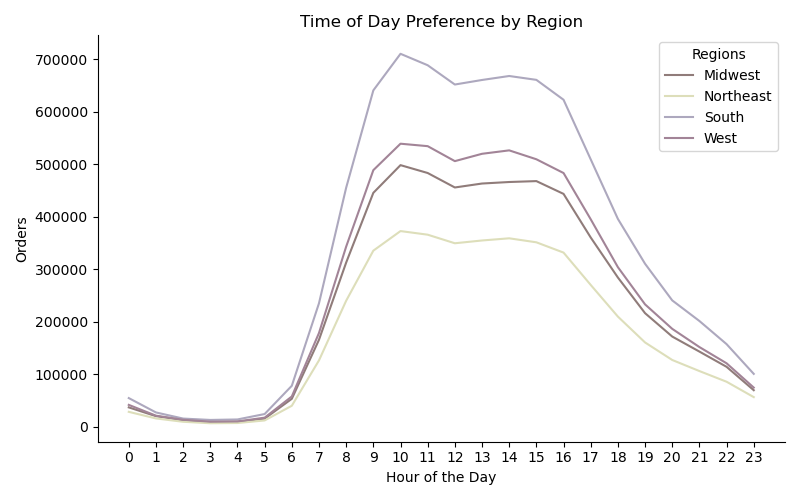 Time of Day Preference by Region
Regions
Midwest
Northeast
South
West
Orders
700000
600000
500000
400000
300000
200000
100000
0
0 1 2 3 4 5 6 7 8 9 10 11 12 13 14 15 16 17 18 19 20 21 22 23
Hour of the Day